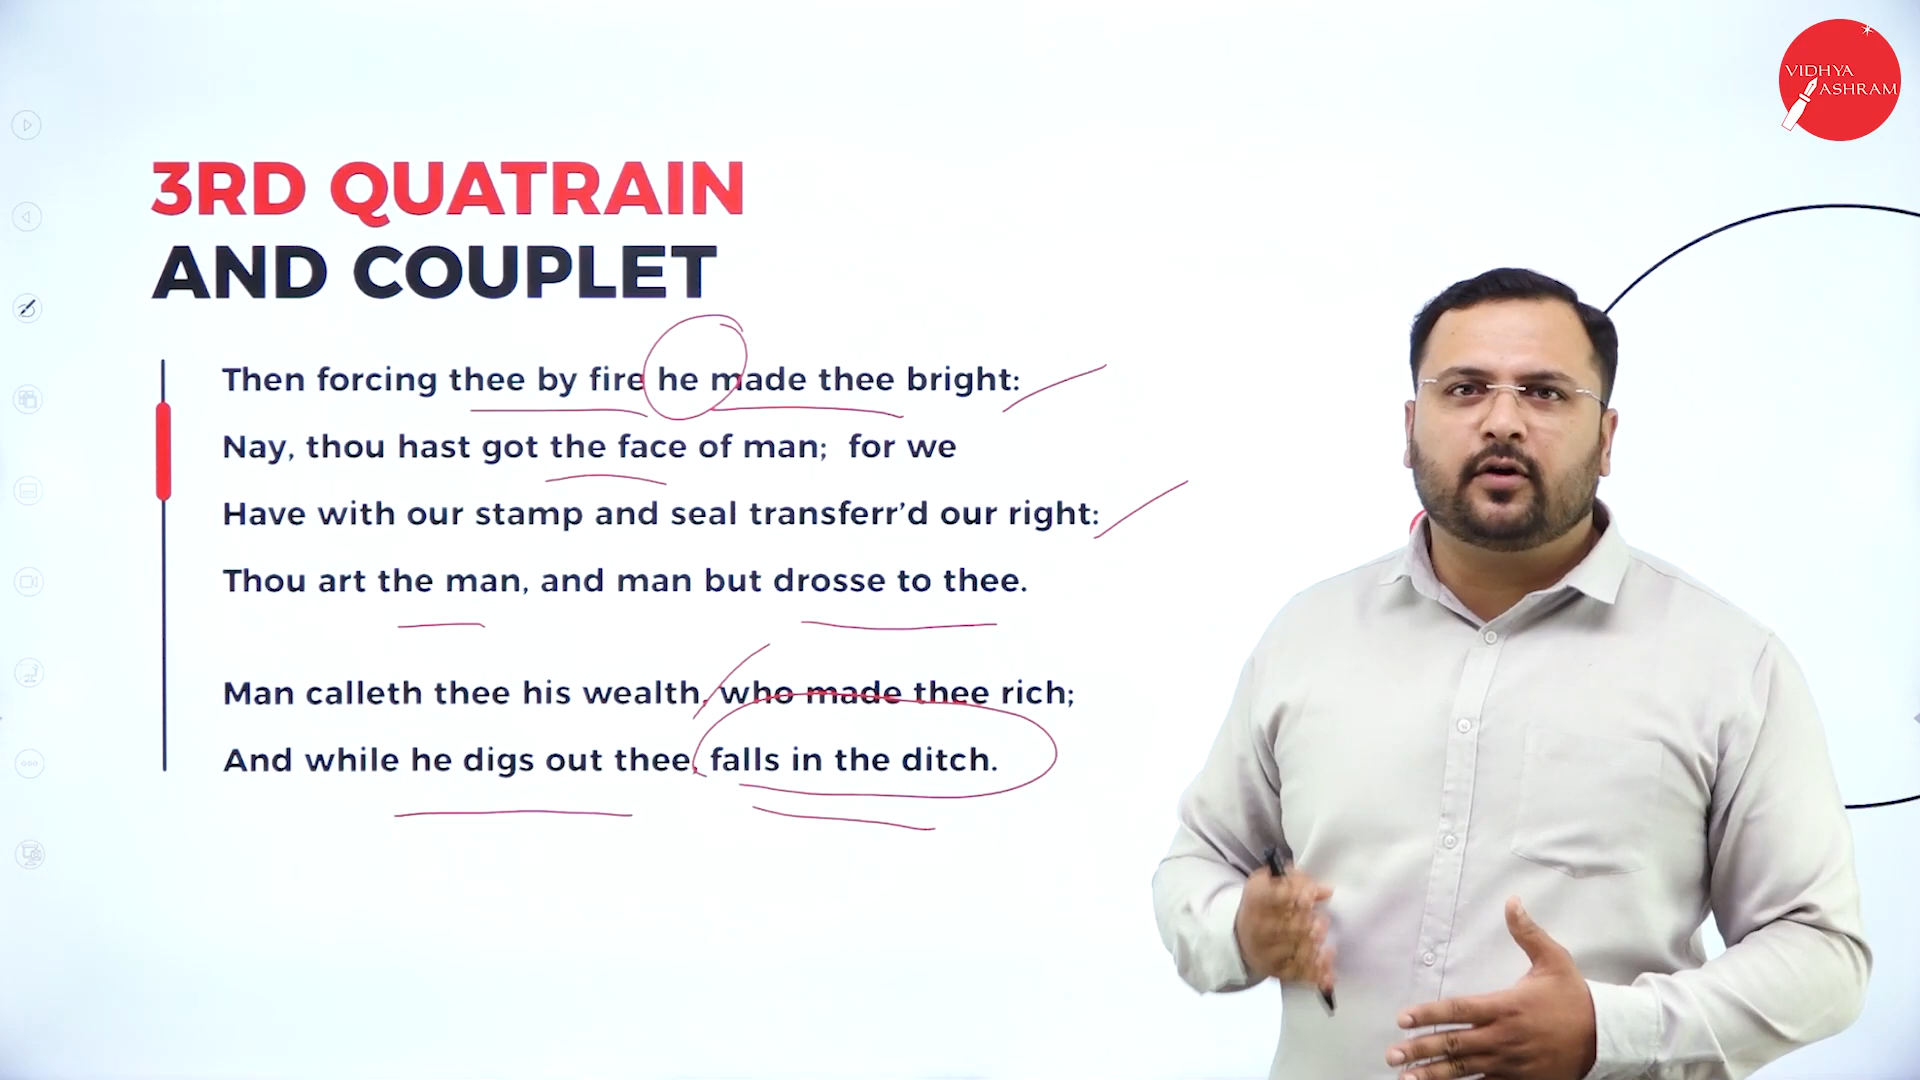 VIDHYA
ASHRAM
3RD QUATRAIN
AND COUPLET
Then forcing thee by fire he made thee bright:
Nay, thou hast got the face of man; for we
Have with our stamp and seal transferr’d our right:
Thou art the man, and man but drosse to thee.
Man calleth thee his wealth, who made thee rich;
And while he digs out thee, falls in the ditch.